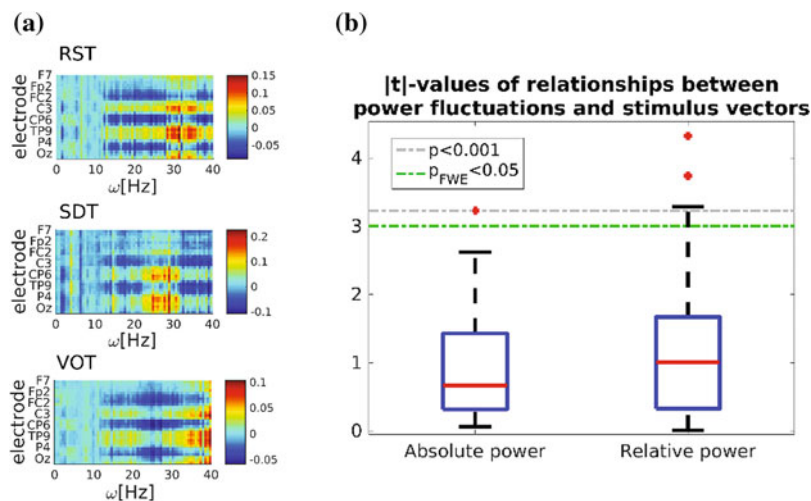 (a)
RST
electrode
F7
Fp2
FC2
C3
CP6
TP9
P4
Oz
0 10 20 30 40
ω[Hz]
0.15
0.1
0.05
0
-0.05
SDT
electrode
F7
Fp2
FC2
C3
CP6
TP9
P4
Oz
0 10 20 30 40
ω[Hz]
0.2
0.1
0
-0.1
VOT
electrode
F7
Fp2
FC2
C3
CP6
TP9
P4
Oz
0 10 20 30 40
ω[Hz]
0.1
0.05
0
-0.05
(b)
|t|-values of relationships between
power fluctuations and stimulus vectors
p<0.001
pFWE<0.05
4
3
2
1
0
Absolute power Relative power